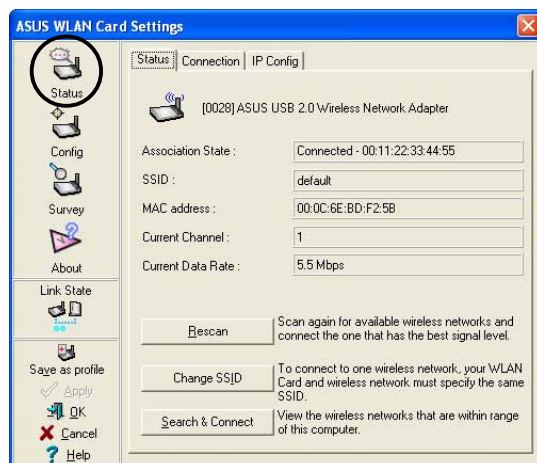 ASUS WLAN Card Settings
Status
Config
Survey
About
Link State
Save as profile
Apply
OK
Cancel
Help
Status Connection IP Config
[0028] ASUS USB 2.0 Wireless Network Adapter
Association State : Connected - 00:11:22:33:44:55
SSID : default
MAC address : 00:0C:6E:BD:F2:5B
Current Channel : 1
Current Data Rate : 5.5 Mbps
Rescan
Scan again for available wireless networks and
connect the one that has the best signal level.
Change SSID
To connect to one wireless network, your WLAN
Card and wireless network must specify the same
SSID.
Search & Connect
View the wireless networks that are within range
of this computer.